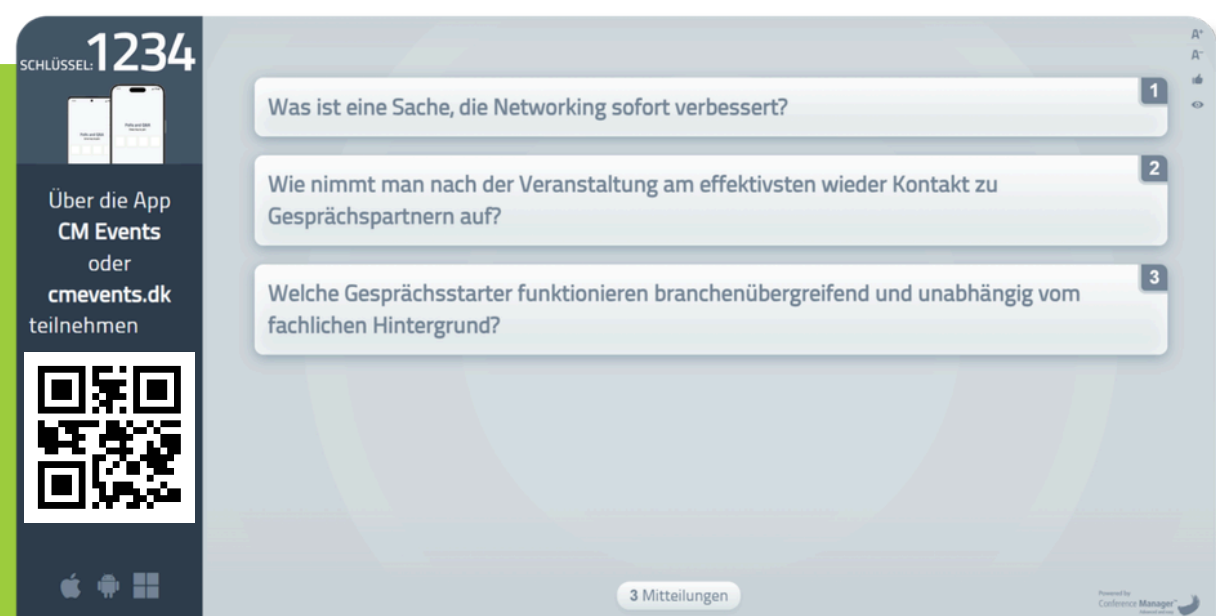 SCHLÜSSEL: 1234
Über die App
CM Events
oder
cmevents.dk
teilnehmen
1
Was ist eine Sache, die Networking sofort verbessert?
2
Wie nimmt man nach der Veranstaltung am effektivsten wieder Kontakt zu
Gesprächspartnern auf?
3
Welche Gesprächsstarter funktionieren branchenübergreifend und unabhängig vom
fachlichen Hintergrund?
3 Mitteilungen
A+
A-
Powered by
Conference Manager